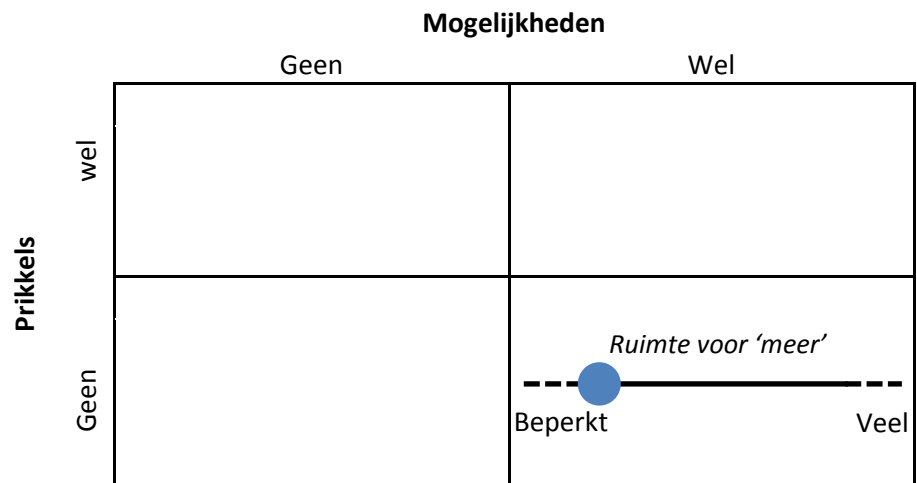 Mogelijkheden
Geen
Wel
Prikkels
wel
Geen
Ruimte voor ‘meer’
Beperkt
Veel